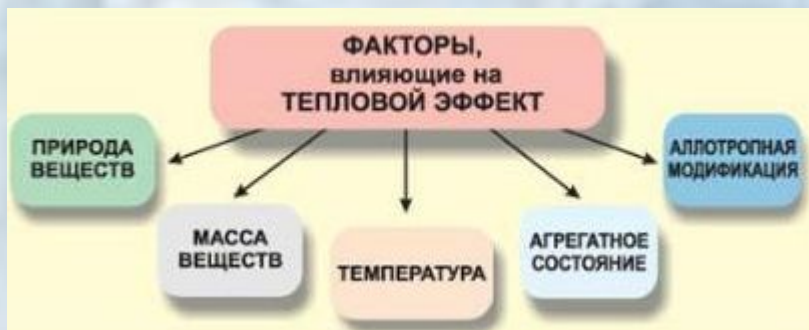 ФАКТОРЫ,
влияющие на
ТЕПЛОВОЙ ЭФФЕКТ
ПРИРОДА
ВЕЩЕСТВ
МАССА
ВЕЩЕСТВ
ТЕМПЕРАТУРА
АГРЕГАТНОЕ
СОСТОЯНИЕ
АЛЛОТРОПНАЯ
МОДИФИКАЦИЯ